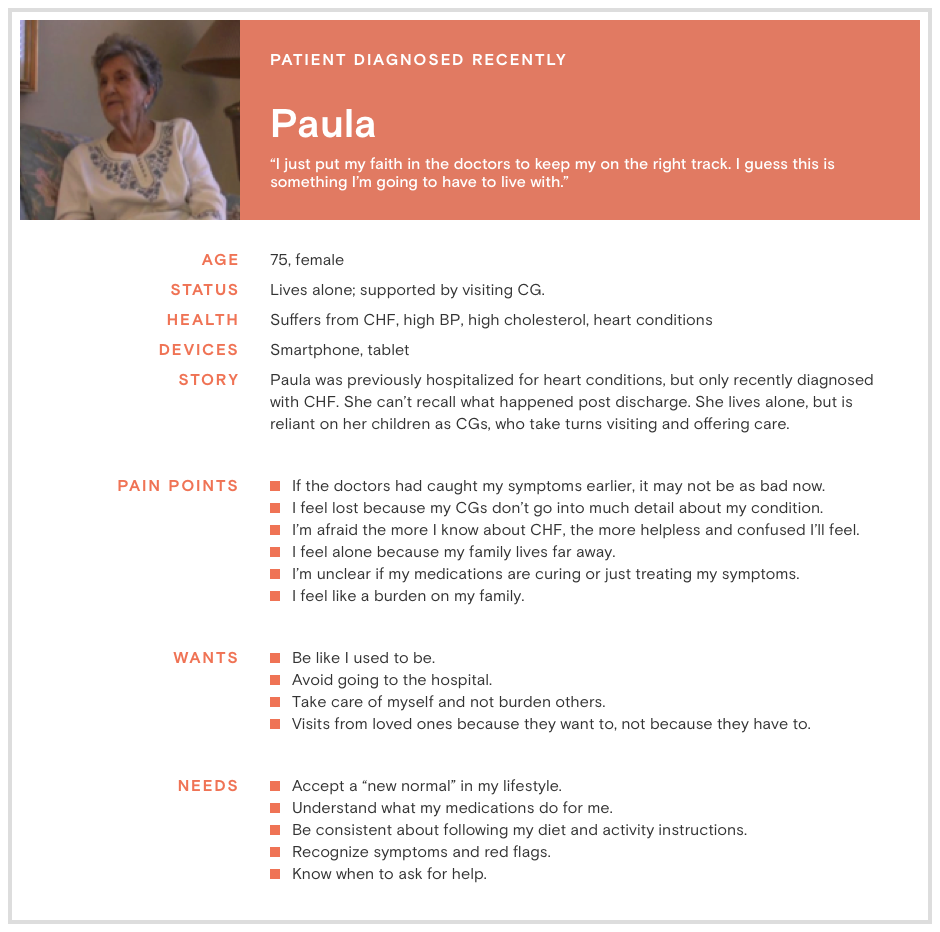 PATIENT DIAGNOSED RECENTLY
Paula
“I just put my faith in the doctors to keep my on the right track. I guess this is
something I’m going to have to live with.”
AGE 75, female
STATUS Lives alone; supported by visiting CG.
HEALTH Suffers from CHF, high BP, high cholesterol, heart conditions
DEVICES Smartphone, tablet
STORY Paula was previously hospitalized for heart conditions, but only recently diagnosed
with CHF. She can’t recall what happened post discharge. She lives alone, but is
reliant on her children as CGs, who take turns visiting and offering care.
PAIN POINTS If the doctors had caught my symptoms earlier, it may not be as bad now.
I feel lost because my CGs don’t go into much detail about my condition.
I’m afraid the more I know about CHF, the more helpless and confused I’ll feel.
I feel alone because my family lives far away.
I’m unclear if my medications are curing or just treating my symptoms.
I feel like a burden on my family.
WANTS Be like I used to be.
Avoid going to the hospital.
Take care of myself and not burden others.
Visits from loved ones because they want to, not because they have to.
NEEDS Accept a “new normal” in my lifestyle.
Understand what my medications do for me.
Be consistent about following my diet and activity instructions.
Recognize symptoms and red flags.
Know when to ask for help.